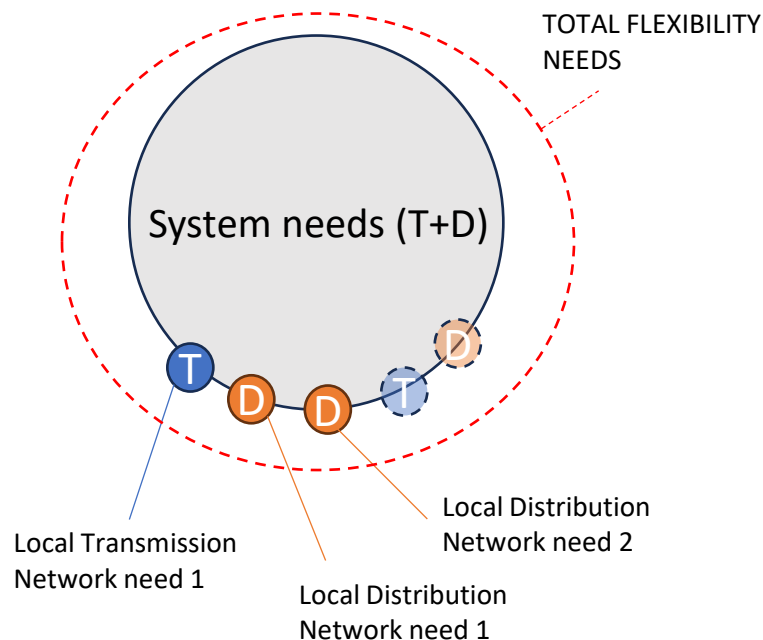 TOTAL FLEXIBILITY
NEEDS
System needs (T+D)
T
D
D
T
D
Local Transmission
Network need 1
Local Distribution
Network need 1
Local Distribution
Network need 2